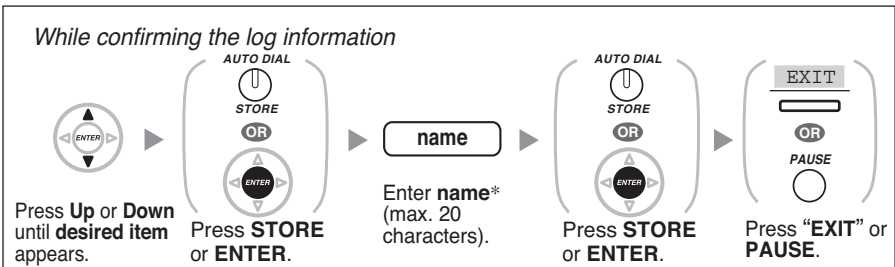 While confirming the log information
AUTO DIAL
STORE
OR
ENTER
ENTER
name
AUTO DIAL
STORE
OR
ENTER
EXIT
OR
PAUSE
Press Up or Down
until desired item
appears.
Press STORE
or ENTER.
Enter name*
(max. 20
characters).
Press STORE
or ENTER.
Press "EXIT" or
PAUSE.